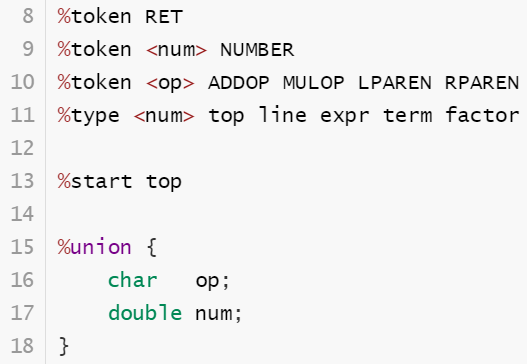 8 %token RET
9 %token <num> NUMBER
10 %token <op> ADDOP MULOP LPAREN RPAREN
11 %type <num> top line expr term factor
12
13 %start top
14
15 %union {
16     char   op;
17     double num;
18 }